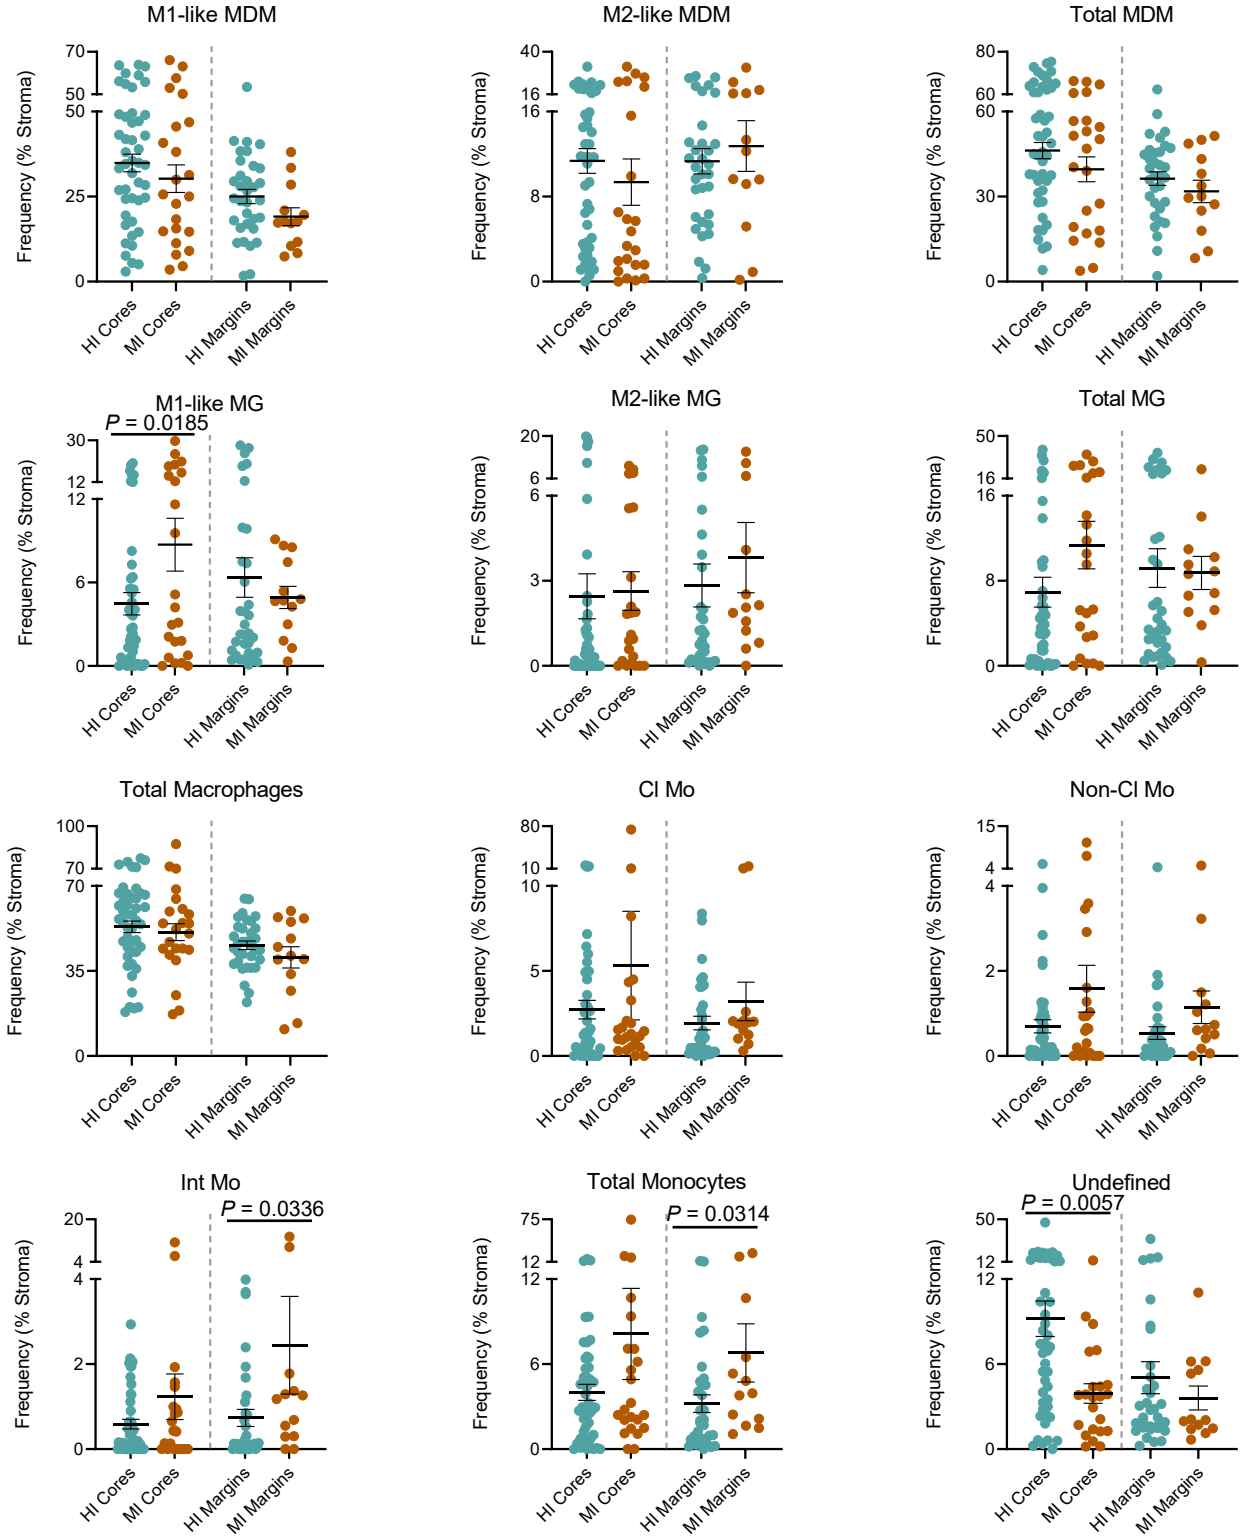 M1-like MDM
Frequency (% Stroma)
70
50
50
25
0
HI Cores
MI Cores
HI Margins
MI Margins
M2-like MDM
Frequency (% Stroma)
40
16
16
8
0
HI Cores
MI Cores
HI Margins
MI Margins
Total MDM
Frequency (% Stroma)
80
60
60
30
0
HI Cores
MI Cores
HI Margins
MI Margins
M1-like MG
P = 0.0185
Frequency (% Stroma)
30
12
12
6
0
HI Cores
MI Cores
HI Margins
MI Margins
M2-like MG
Frequency (% Stroma)
20
6
6
3
0
HI Cores
MI Cores
HI Margins
MI Margins
Total MG
Frequency (% Stroma)
50
16
16
8
0
HI Cores
MI Cores
HI Margins
MI Margins
Total Macrophages
Frequency (% Stroma)
100
70
70
35
0
HI Cores
MI Cores
HI Margins
MI Margins
Cl Mo
Frequency (% Stroma)
80
10
10
5
0
HI Cores
MI Cores
HI Margins
MI Margins
Non-Cl Mo
Frequency (% Stroma)
15
4
4
2
0
HI Cores
MI Cores
HI Margins
MI Margins
Int Mo
P = 0.0336
Frequency (% Stroma)
20
4
4
2
0
HI Cores
MI Cores
HI Margins
MI Margins
Total Monocytes
P = 0.0314
Frequency (% Stroma)
75
12
12
6
0
HI Cores
MI Cores
HI Margins
MI Margins
Undefined
P = 0.0057
Frequency (% Stroma)
50
12
12
6
0
HI Cores
MI Cores
HI Margins
MI Margins